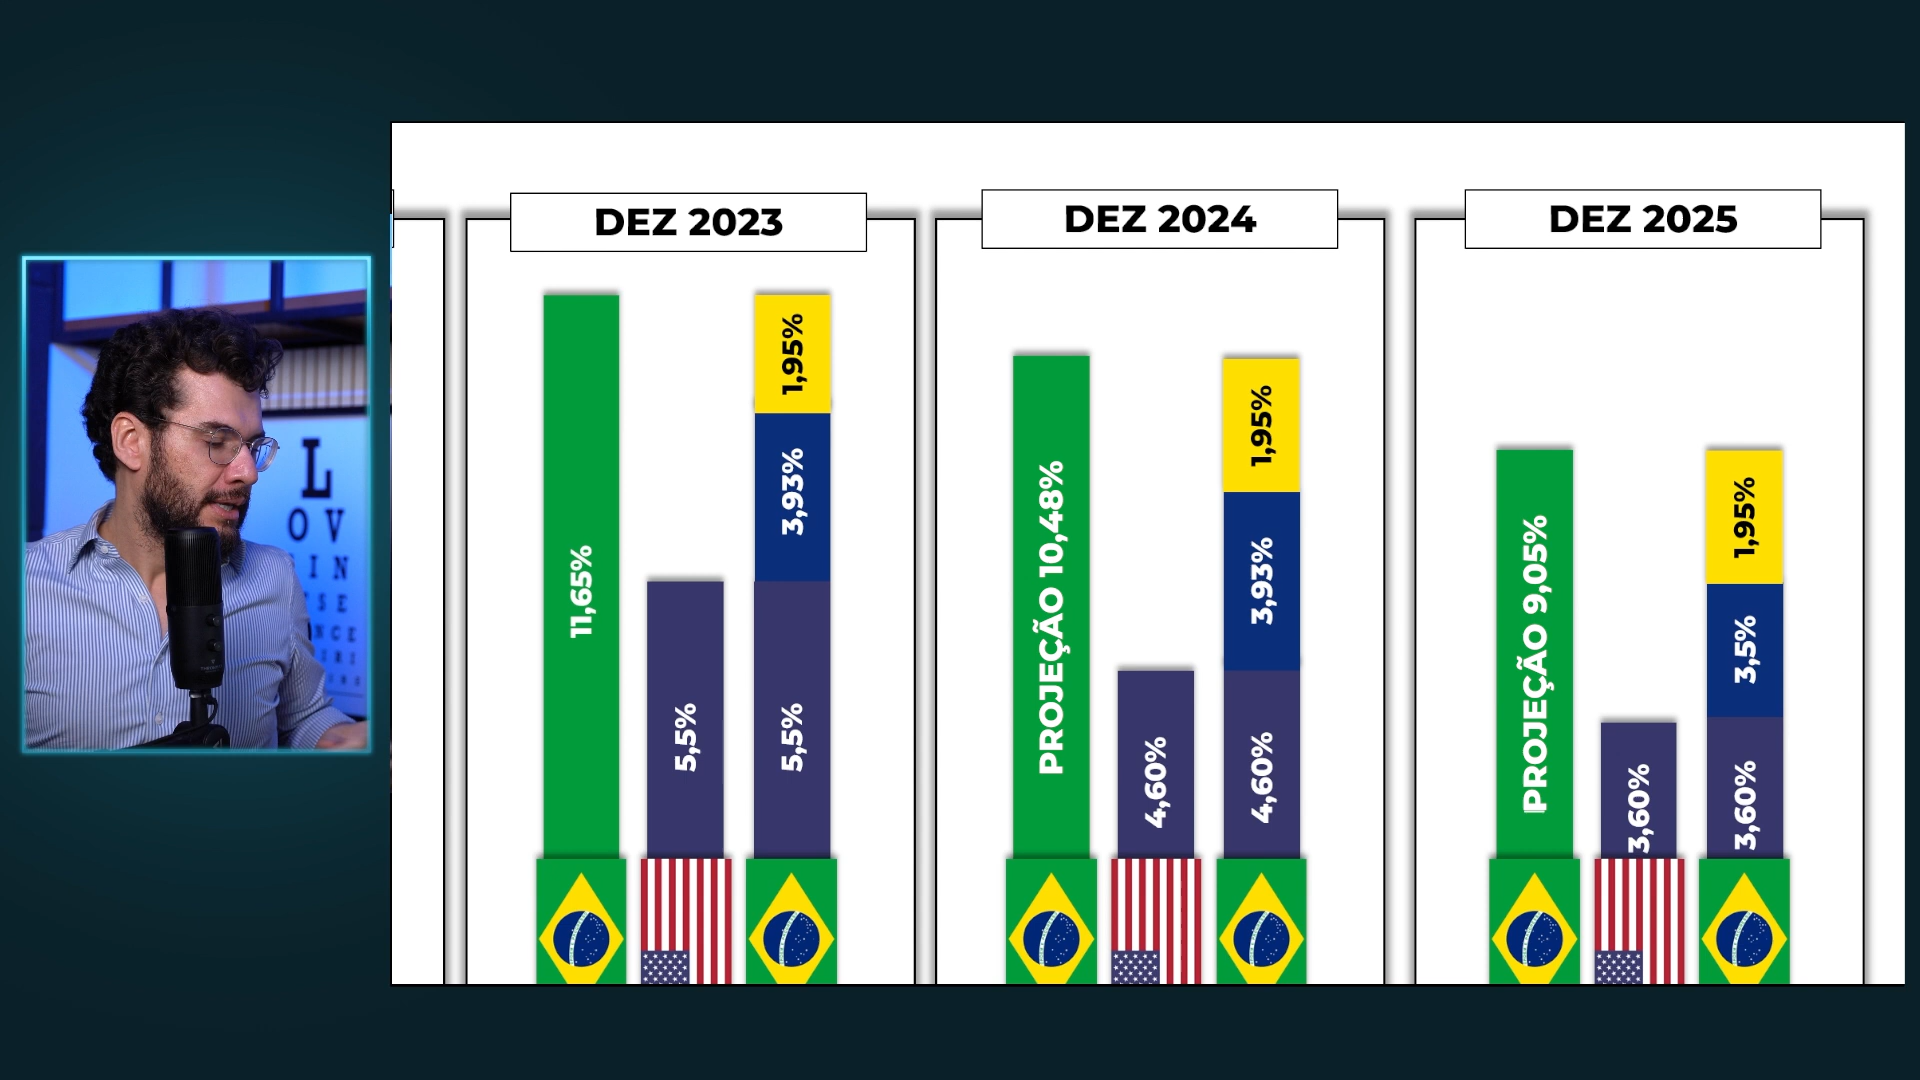 DEZ 2023
11,65%
5,5%
1,95%
3,93%
5,5%
DEZ 2024
PROJEÇÃO 10,48%
4,60%
1,95%
3,93%
4,60%
DEZ 2025
PROJEÇÃO 9,05%
3,60%
1,95%
3,5%
3,60%
L
O V
S I N